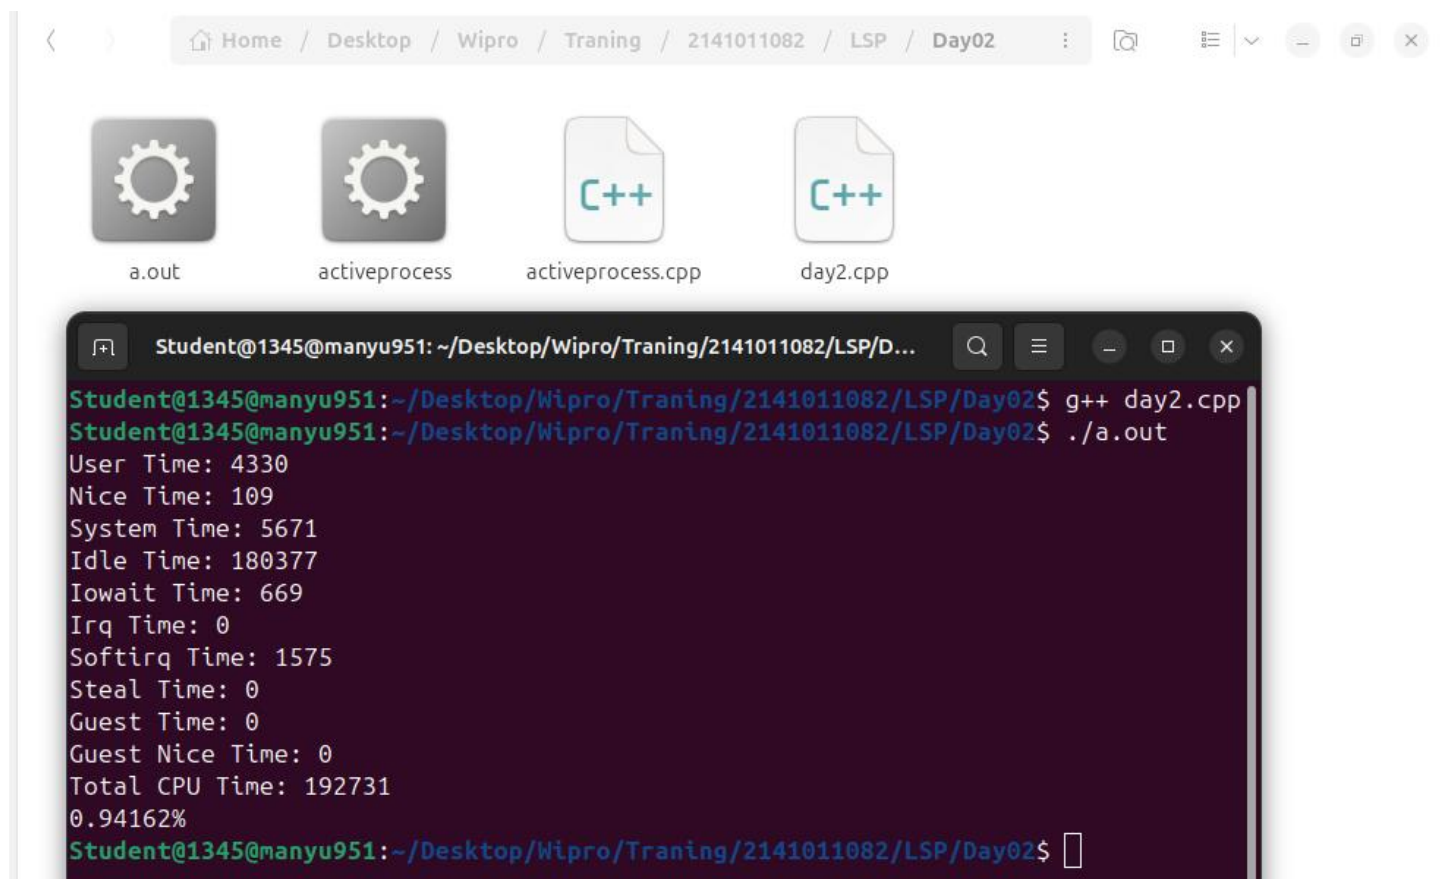 Home / Desktop / Wipro / Traning / 2141011082 / LSP / Day02
C++ C++
a.out activeprocess activeprocess.cpp day2.cpp
Student@1345@manyu951: ~/Desktop/Wipro/Traning/2141011082/LSP/D...
Student@1345@manyu951:~/Desktop/Wipro/Traning/2141011082/LSP/Day02$ g++ day2.cpp
Student@1345@manyu951:~/Desktop/Wipro/Traning/2141011082/LSP/Day02$ ./a.out
User Time: 4330
Nice Time: 109
System Time: 5671
Idle Time: 180377
Iowait Time: 669
Irq Time: 0
Softirq Time: 1575
Steal Time: 0
Guest Time: 0
Guest Nice Time: 0
Total CPU Time: 192731
0.94162%
Student@1345@manyu951:~/Desktop/Wipro/Traning/2141011082/LSP/Day02$